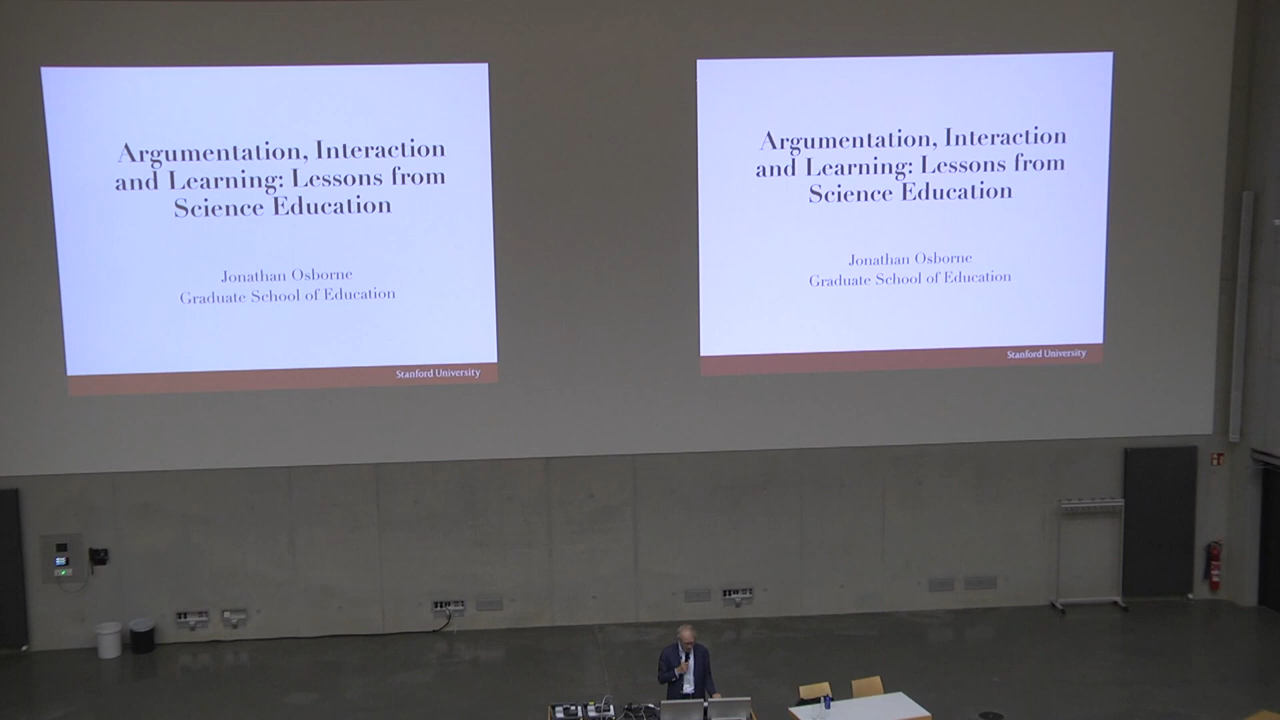 Argumentation, Interaction
and Learning: Lessons from
Science Education
Jonathan Osborne
Graduate School of Education
Stanford University
Argumentation, Interaction
and Learning: Lessons from
Science Education
Jonathan Osborne
Graduate School of Education
Stanford University